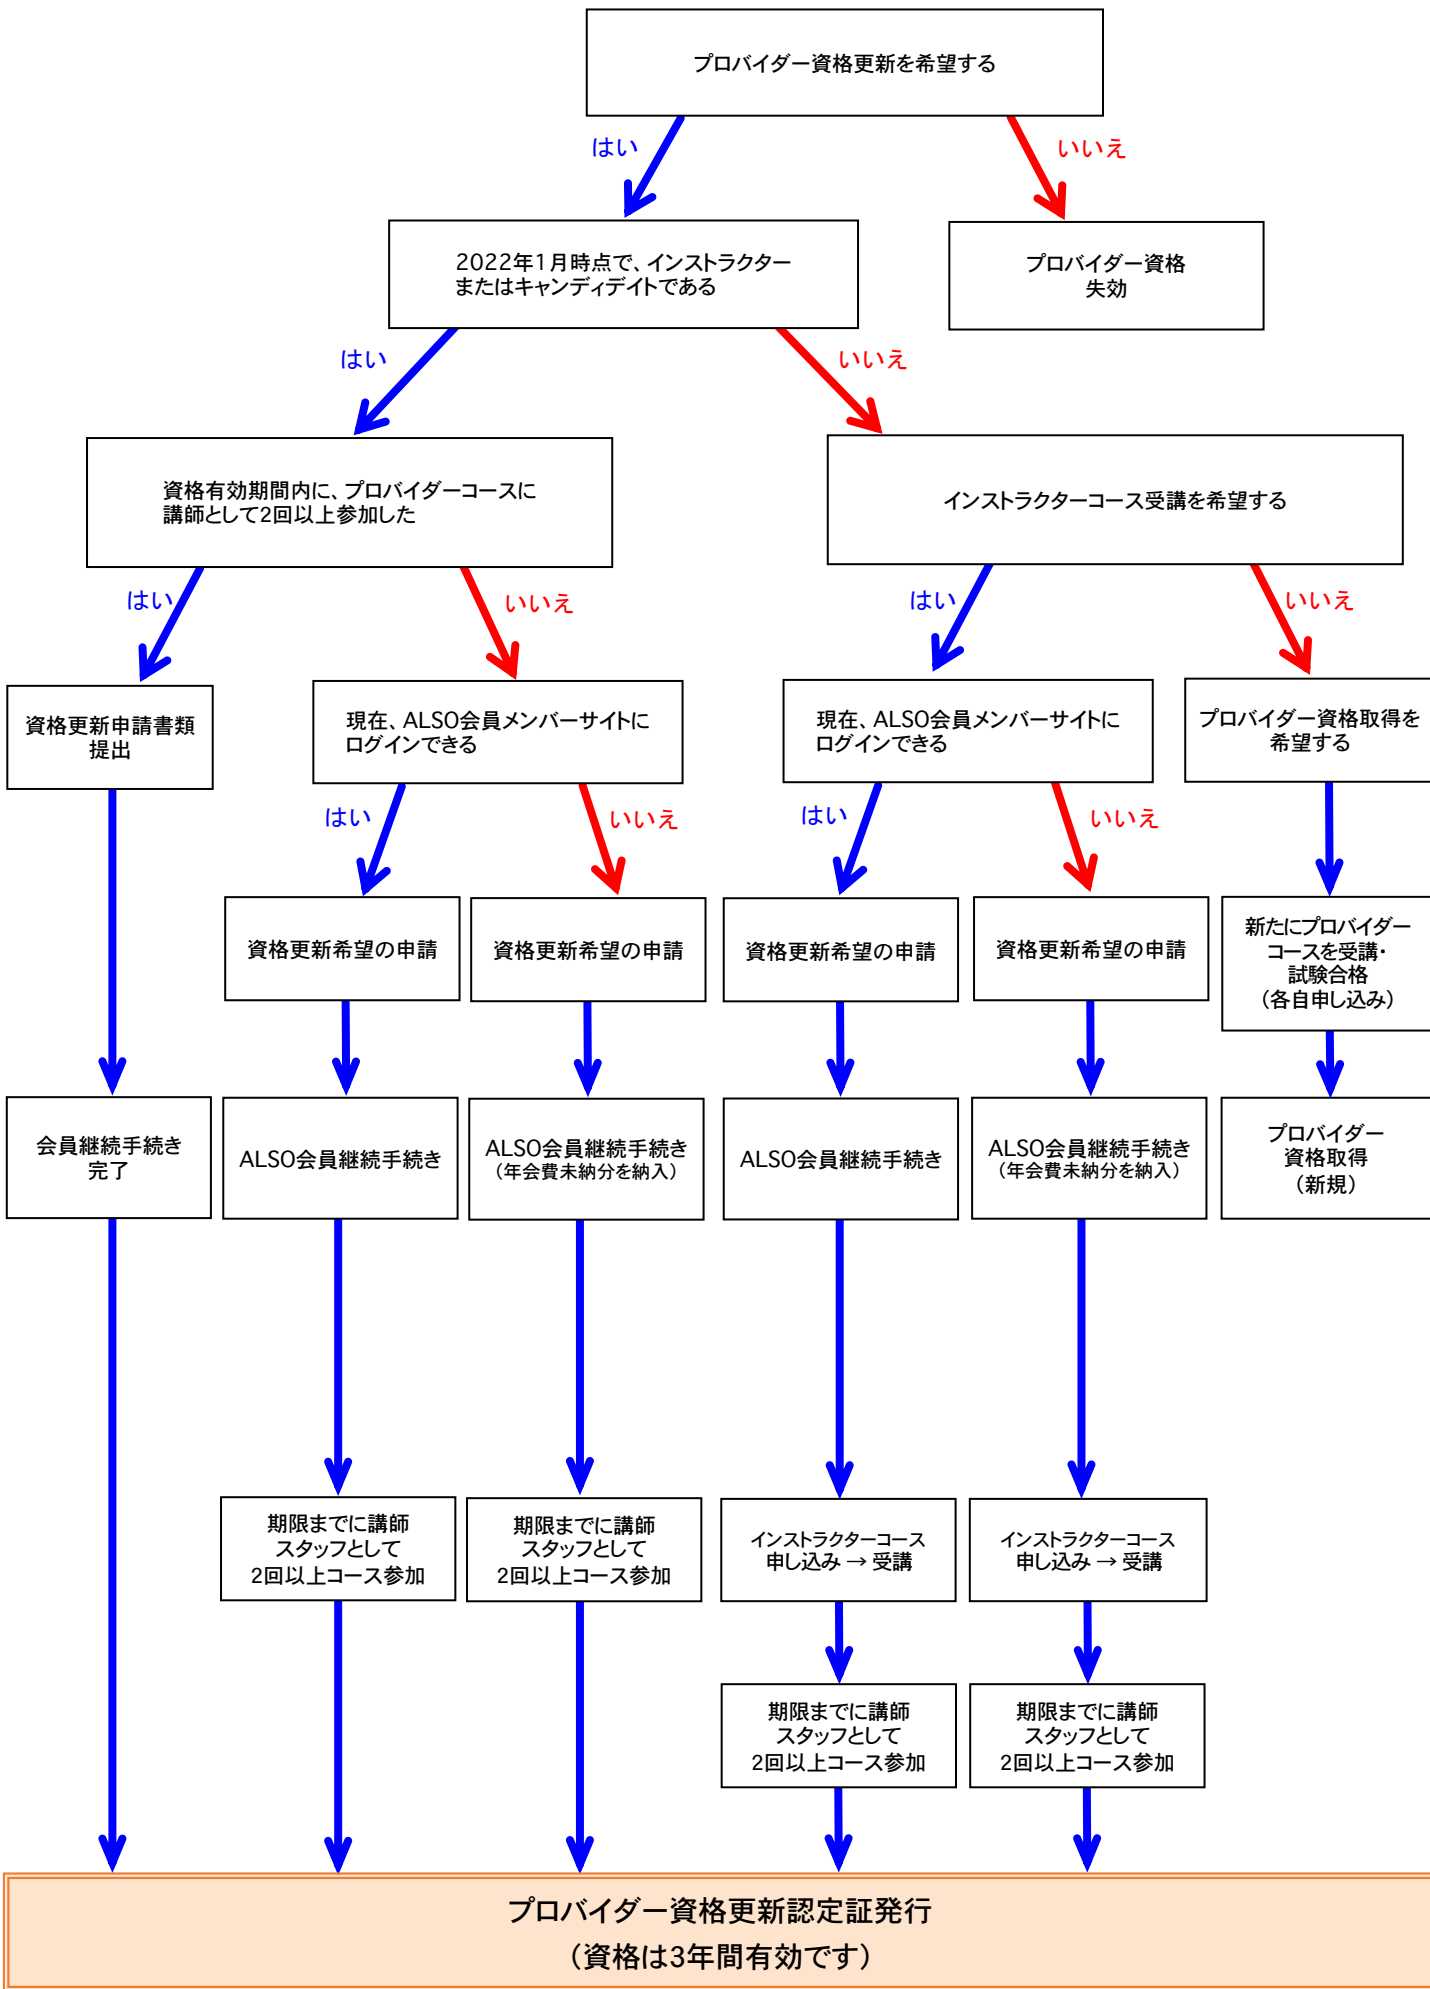 プロバイダー資格更新を希望する
はい
いいえ
2022年1月時点で、インストラクター
またはキャンディデイトである
プロバイダー資格
失効
はい
いいえ
資格有効期間内に、プロバイダーコースに
講師として2回以上参加した
インストラクターコース受講を希望する
はい
いいえ
はい
いいえ
資格更新申請書類
提出
現在、ALSO会員メンバーサイトに
ログインできる
現在、ALSO会員メンバーサイトに
ログインできる
プロバイダー資格取得を
希望する
はい
いいえ
はい
いいえ
資格更新希望の申請
資格更新希望の申請
資格更新希望の申請
資格更新希望の申請
新たにプロバイダー
コースを受講・
試験合格
（各自申し込み）
会員継続手続き
完了
ALSO会員継続手続き
ALSO会員継続手続き
（年会費未納分を納入）
ALSO会員継続手続き
ALSO会員継続手続き
（年会費未納分を納入）
プロバイダー
資格取得
（新規）
期限までに講師
スタッフとして
2回以上コース参加
期限までに講師
スタッフとして
2回以上コース参加
インストラクターコース
申し込み → 受講
インストラクターコース
申し込み → 受講
期限までに講師
スタッフとして
2回以上コース参加
期限までに講師
スタッフとして
2回以上コース参加
プロバイダー資格更新認定証発行
（資格は3年間有効です）